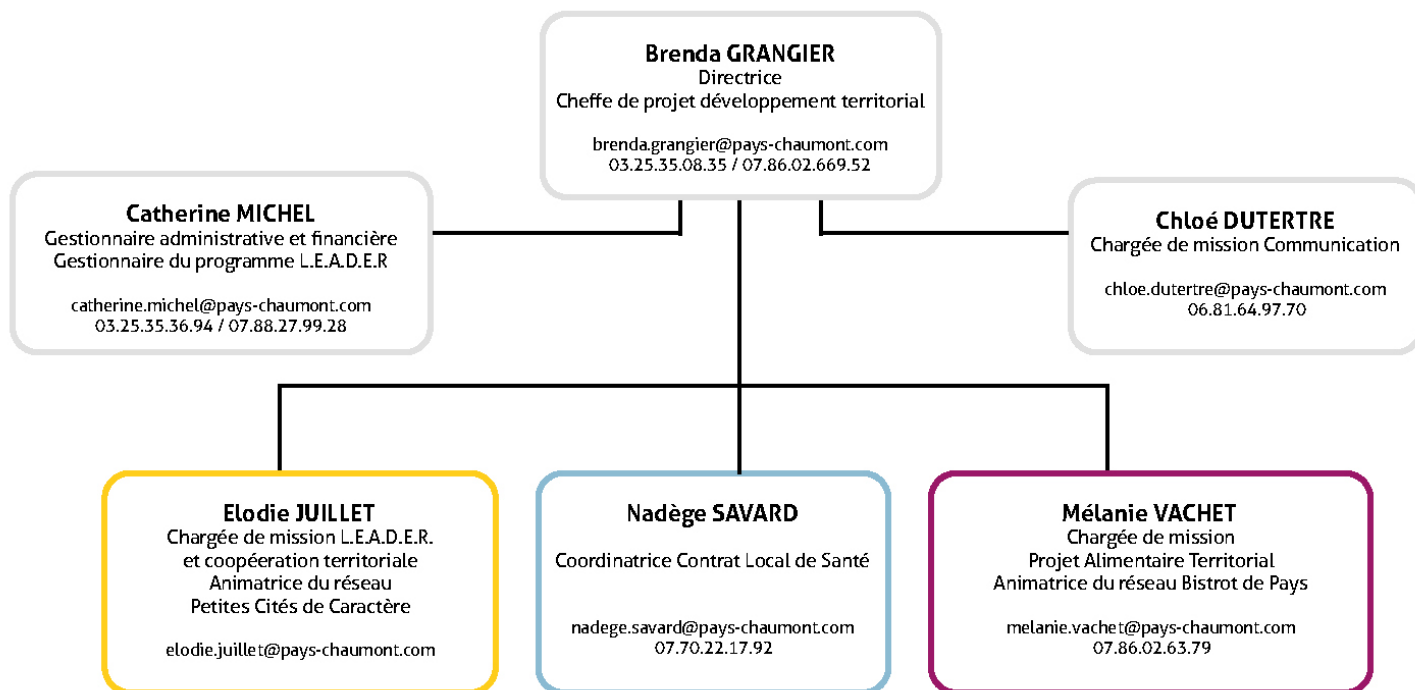 Brenda GRANGIER
Directrice
Cheffe de projet développement territorial
brenda.grangier@pays-chaumont.com
03.25.35.08.35 / 07.86.02.669.52
Catherine MICHEL
Gestionnaire administrative et financière
Gestionnaire du programme L.E.A.D.E.R
catherine.michel@pays-chaumont.com
03.25.35.36.94 / 07.88.27.99.28
Chloé DUTERTRE
Chargée de mission Communication
chloe.dutertre@pays-chaumont.com
06.81.64.97.70
Elodie JUILLET
Chargée de mission L.E.A.D.E.R.
et coopéeration territoriale
Animatrice du réseau
Petites Cités de Caractère
elodie.juillet@pays-chaumont.com
Nadège SAVARD
Coordinatrice Contrat Local de Santé
nadege.savard@pays-chaumont.com
07.70.22.17.92
Mélanie VACHET
Chargée de mission
Projet Alimentaire Territorial
Animatrice du réseau Bistrot de Pays
melanie.vachet@pays-chaumont.com
07.86.02.63.79